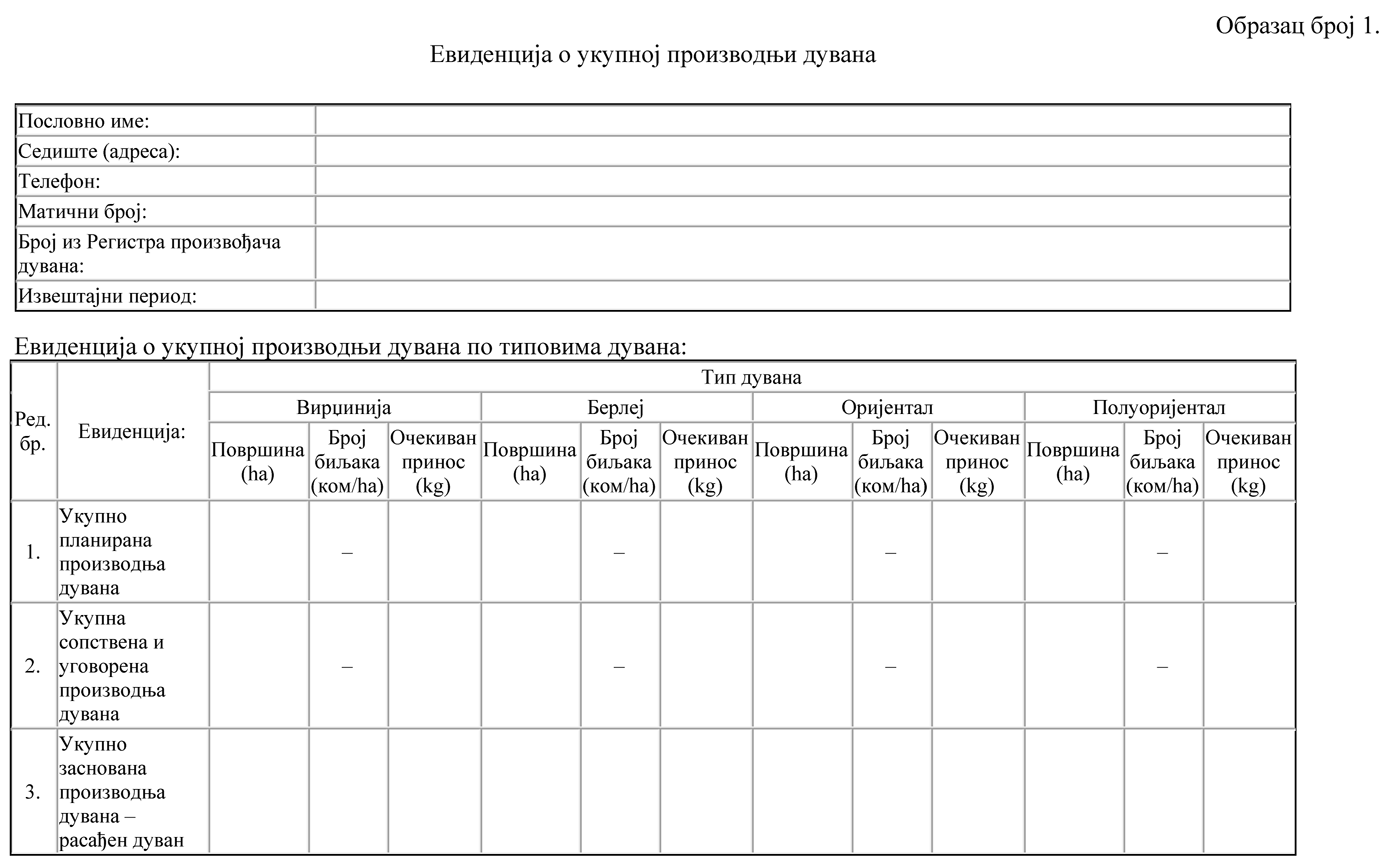 Образац број 1.
Евиденција о укупној производњи дувана
Пословно име:
Седиште (адреса):
Телефон:
Матични број:
Број из Регистра произвођача
дувана:
Извештајни период:
Евиденција о укупној производњи дувана по типовима дувана:
Ред.
бр.
Евиденција:
Тип дувана
Вирџинија
Берлеј
Оријентал
Полуоријентал
Површина
(ha)
Број
биљака
(ком/ha)
Очекиван
принос
(kg)
Површина
(ha)
Број
биљака
(ком/ha)
Очекиван
принос
(kg)
Површина
(ha)
Број
биљака
(ком/ha)
Очекиван
принос
(kg)
Површина
(ha)
Број
биљака
(ком/ha)
Очекиван
принос
(kg)
1.
Укупно
планирана
производња
дувана
–
–
–
–
2.
Укупна
сопствена и
уговорена
производња
дувана
–
–
–
–
3.
Укупно
заснована
производња
дувана –
расађен дуван